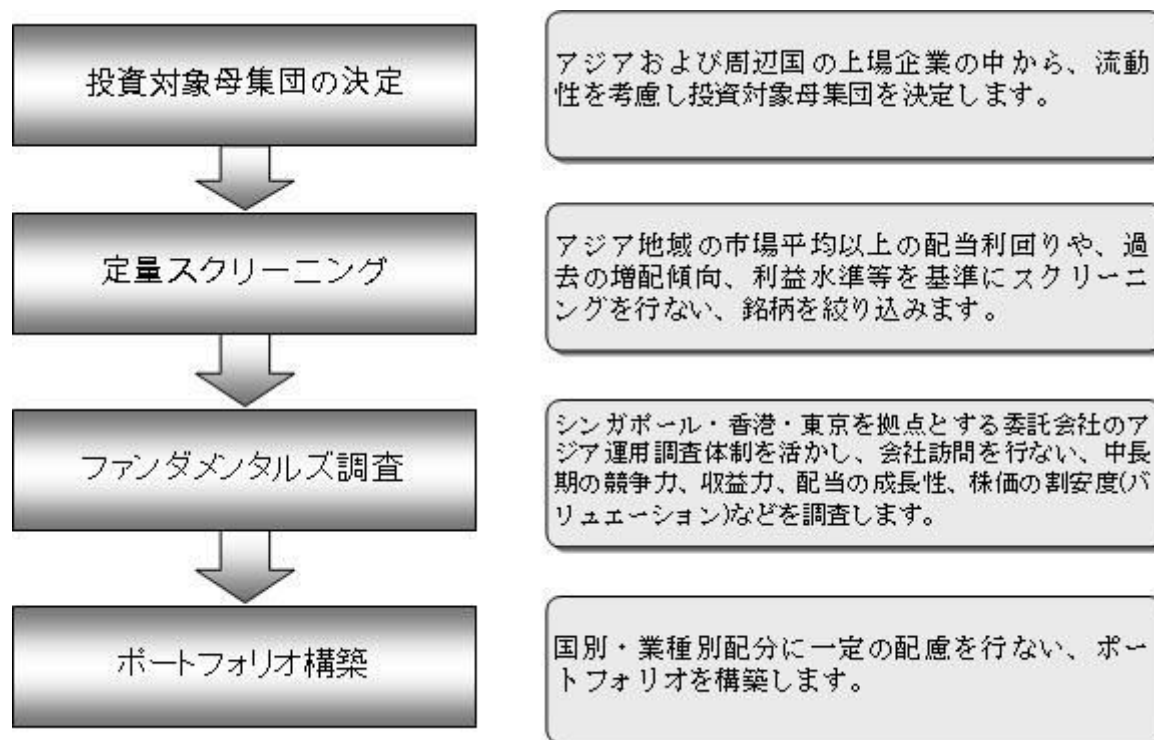 投資対象母集団の決定
アジアおよび周辺国の上場企業の中から、流動
性を考慮し投資対象母集団を決定します。
定量スクリーニング
アジア地域の市場平均以上の配当利回りや、過
去の増配傾向、利益水準等を基準にスクリーニ
ングを行ない、銘柄を絞り込みます。
ファンダメンタルズ調査
シンガポール・香港・東京を拠点とする委託会社のア
ジア運用調査体制を活かし、会社訪問を行ない、中長
期の競争力、収益力、配当の成長性、株価の割安度(バ
リュエーション)などを調査します。
ポートフォリオ構築
国別・業種別配分に一定の配慮を行ない、ポー
トフォリオを構築します。